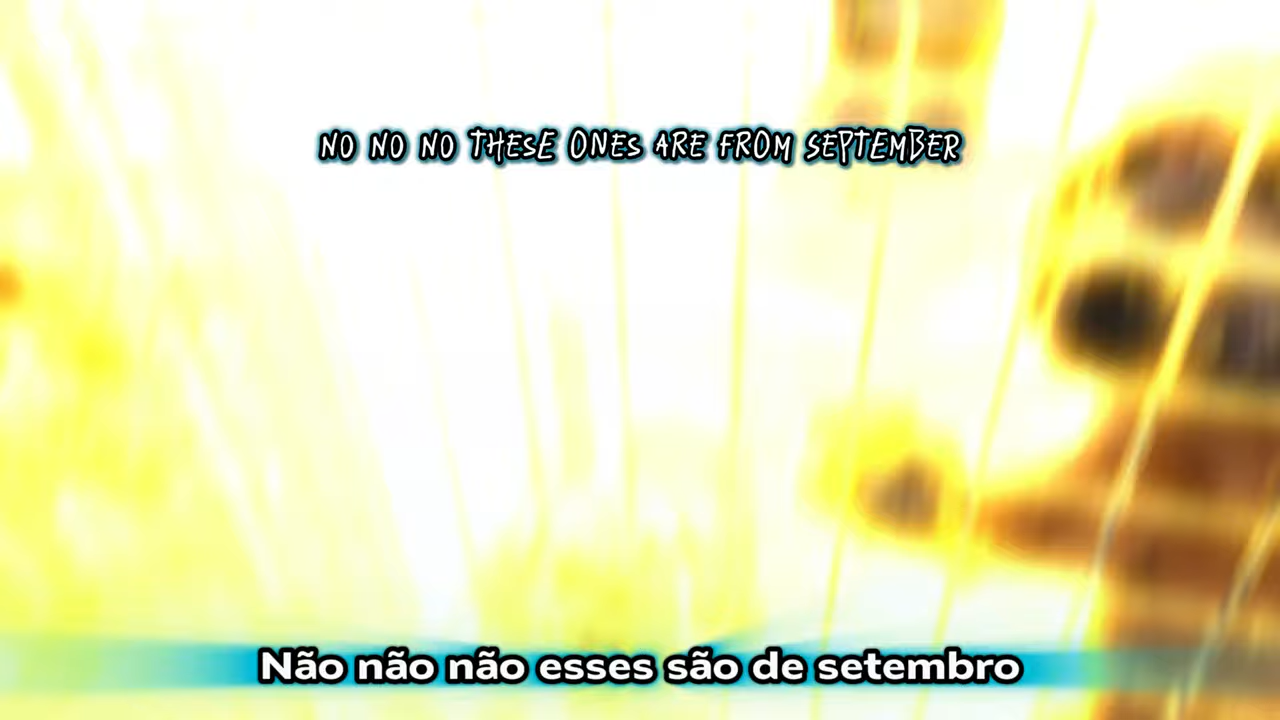 NO NO NO THESE ONES ARE FROM SEPTEMBER
Não não não esses são de setembro